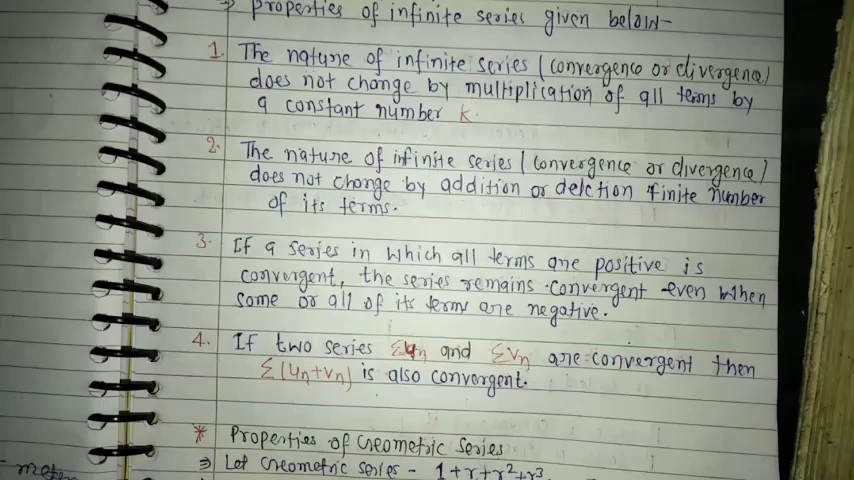 ⇒ Properties of infinite series given below-
1. The nature of infinite series (convergence or divergence)
does not change by multiplication of all terms by
a constant number k.
2. The nature of infinite series (convergence or divergence)
does not change by addition or delction finite number
of its terms.
3. If a series in which all terms are positive is
convergent, the series remains convergent even when
some or all of its terms are negative.
4. If two series Σun and Σvn are convergent then
Σ(un+vn) is also convergent.
* Properties of Geometric Series
⇒ Let Geometric series - 1+r+r²+r³